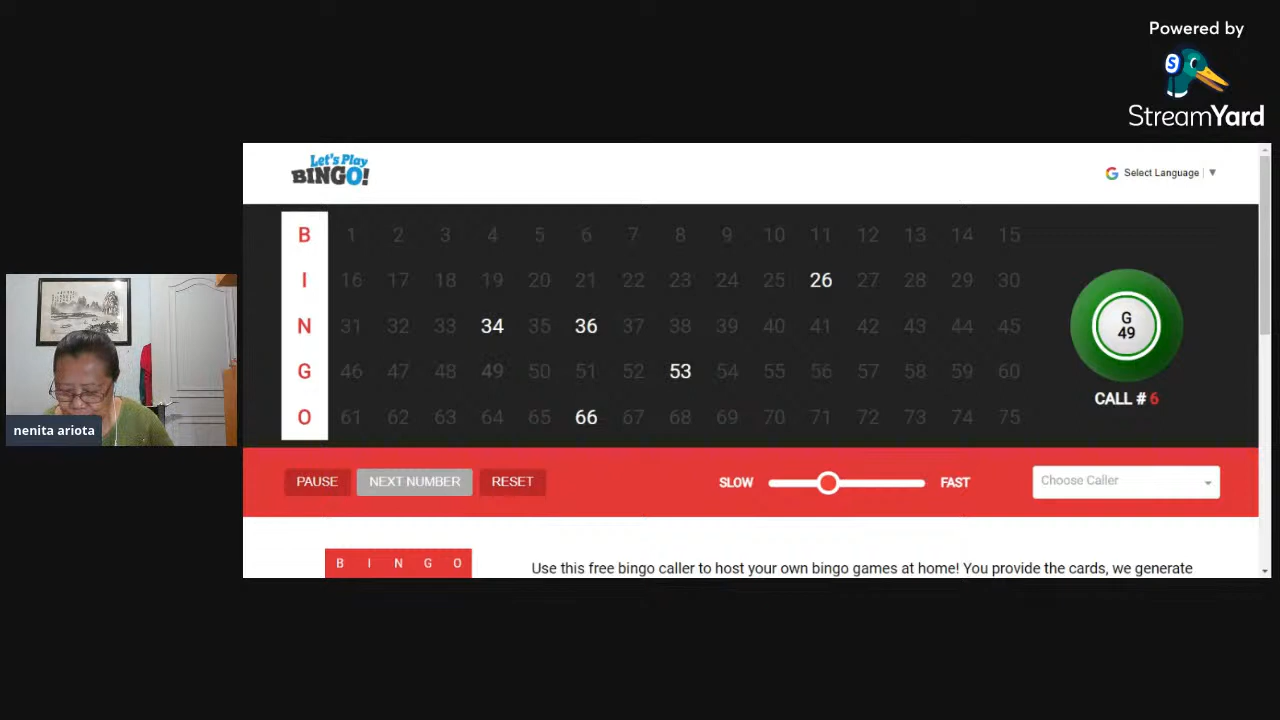 Powered by
S
StreamYard
Let's Play
BINGO!
G Select Language ▼
B 1 2 3 4 5 6 7 8 9 10 11 12 13 14 15
I 16 17 18 19 20 21 22 23 24 25 26 27 28 29 30
N 31 32 33 34 35 36 37 38 39 40 41 42 43 44 45
G 46 47 48 49 50 51 52 53 54 55 56 57 58 59 60
O 61 62 63 64 65 66 67 68 69 70 71 72 73 74 75
G
49
CALL # 6
nenita ariota
PAUSE NEXT NUMBER RESET SLOW FAST Choose Caller
B I N G O
Use this free bingo caller to host your own bingo games at home! You provide the cards, we generate